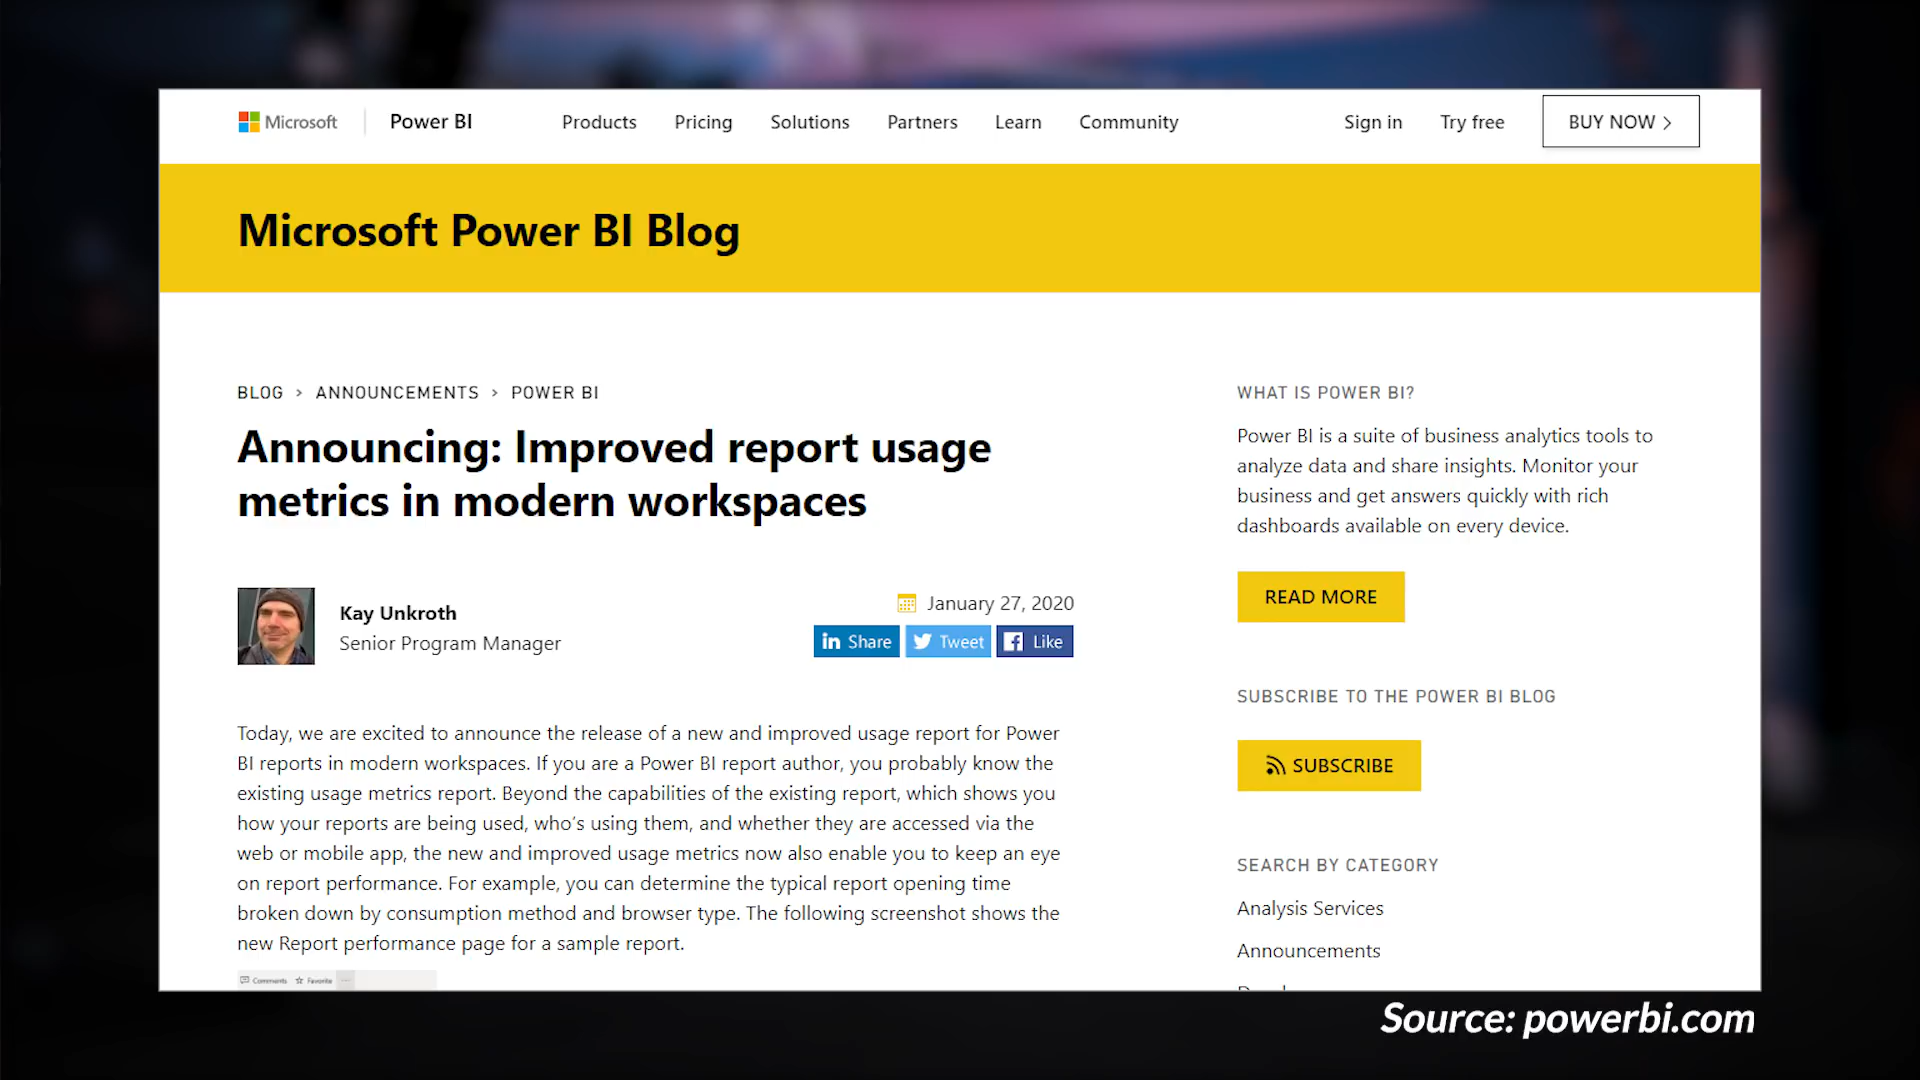 Microsoft Power BI Products Pricing Solutions Partners Learn Community Sign in Try free BUY NOW >
Microsoft Power BI Blog
BLOG > ANNOUNCEMENTS > POWER BI
Announcing: Improved report usage
metrics in modern workspaces
Kay Unkroth
Senior Program Manager
January 27, 2020
in Share Tweet Like
Today, we are excited to announce the release of a new and improved usage report for Power
BI reports in modern workspaces. If you are a Power BI report author, you probably know the
existing usage metrics report. Beyond the capabilities of the existing report, which shows you
how your reports are being used, who’s using them, and whether they are accessed via the
web or mobile app, the new and improved usage metrics now also enable you to keep an eye
on report performance. For example, you can determine the typical report opening time
broken down by consumption method and browser type. The following screenshot shows the
new Report performance page for a sample report.
Comments Favorite
WHAT IS POWER BI?
Power BI is a suite of business analytics tools to
analyze data and share insights. Monitor your
business and get answers quickly with rich
dashboards available on every device.
READ MORE
SUBSCRIBE TO THE POWER BI BLOG
SUBSCRIBE
SEARCH BY CATEGORY
Analysis Services
Announcements
Source: powerbi.com